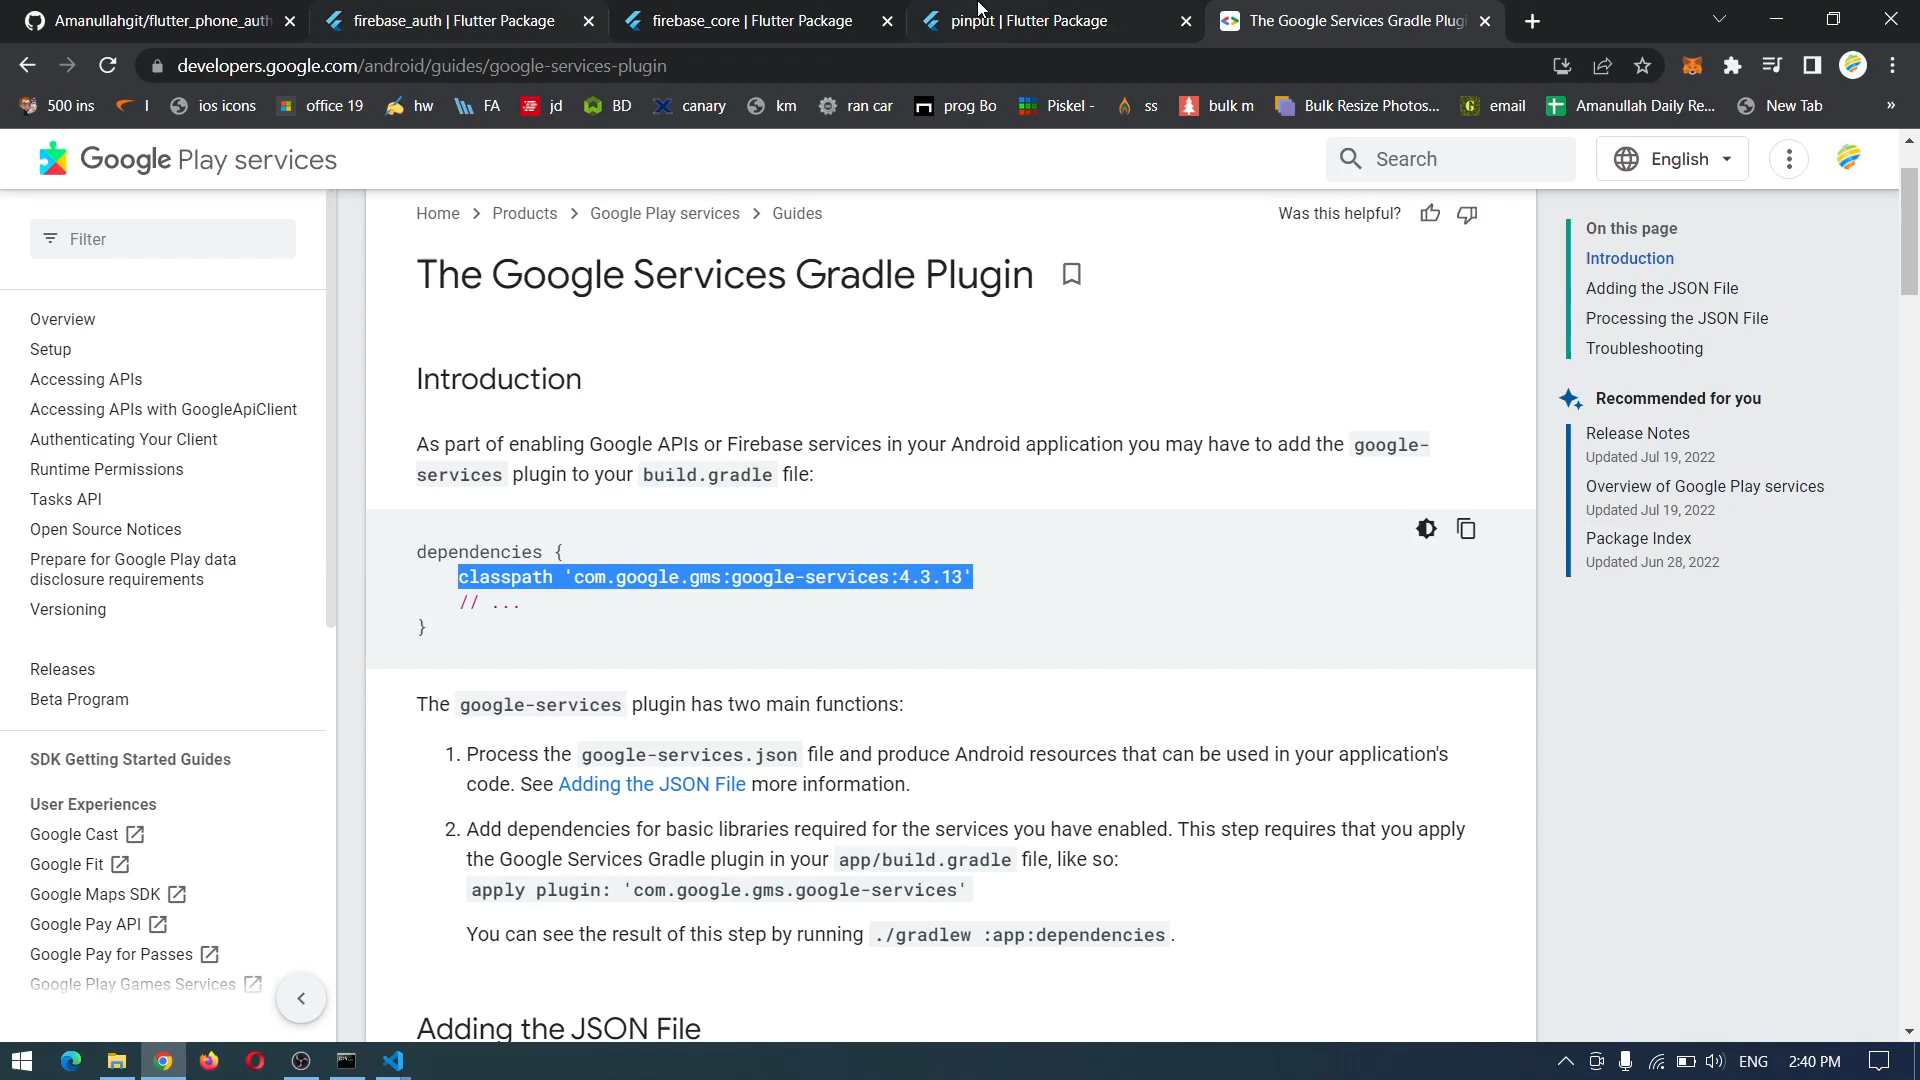 Amanullahgit/flutter_phone_auth
firebase_auth | Flutter Package
firebase_core | Flutter Package
pinput | Flutter Package
The Google Services Gradle Plugi
developers.google.com/android/guides/google-services-plugin
500 ins
I
ios icons
office 19
hw
FA
jd
BD
canary
km
ran car
prog Bo
Piskel -
ss
bulk m
Bulk Resize Photos...
email
Amanullah Daily Re...
New Tab
»
Google Play services
Search
English
Filter
Overview
Setup
Accessing APIs
Accessing APIs with GoogleApiClient
Authenticating Your Client
Runtime Permissions
Tasks API
Open Source Notices
Prepare for Google Play data
disclosure requirements
Versioning
Releases
Beta Program
SDK Getting Started Guides
User Experiences
Google Cast
Google Fit
Google Maps SDK
Google Pay API
Google Pay for Passes
Google Play Games Services
Home > Products > Google Play services > Guides
Was this helpful?
The Google Services Gradle Plugin
Introduction
As part of enabling Google APIs or Firebase services in your Android application you may have to add the google-
services plugin to your build.gradle file:
dependencies {
classpath 'com.google.gms:google-services:4.3.13'
// ...
}
The google-services plugin has two main functions:
1. Process the google-services.json file and produce Android resources that can be used in your application's
code. See Adding the JSON File more information.
2. Add dependencies for basic libraries required for the services you have enabled. This step requires that you apply
the Google Services Gradle plugin in your app/build.gradle file, like so:
apply plugin: 'com.google.gms.google-services'
You can see the result of this step by running ./gradlew :app:dependencies.
Adding the JSON File
On this page
Introduction
Adding the JSON File
Processing the JSON File
Troubleshooting
Recommended for you
Release Notes
Updated Jul 19, 2022
Overview of Google Play services
Updated Jul 19, 2022
Package Index
Updated Jun 28, 2022
ENG
2:40 PM